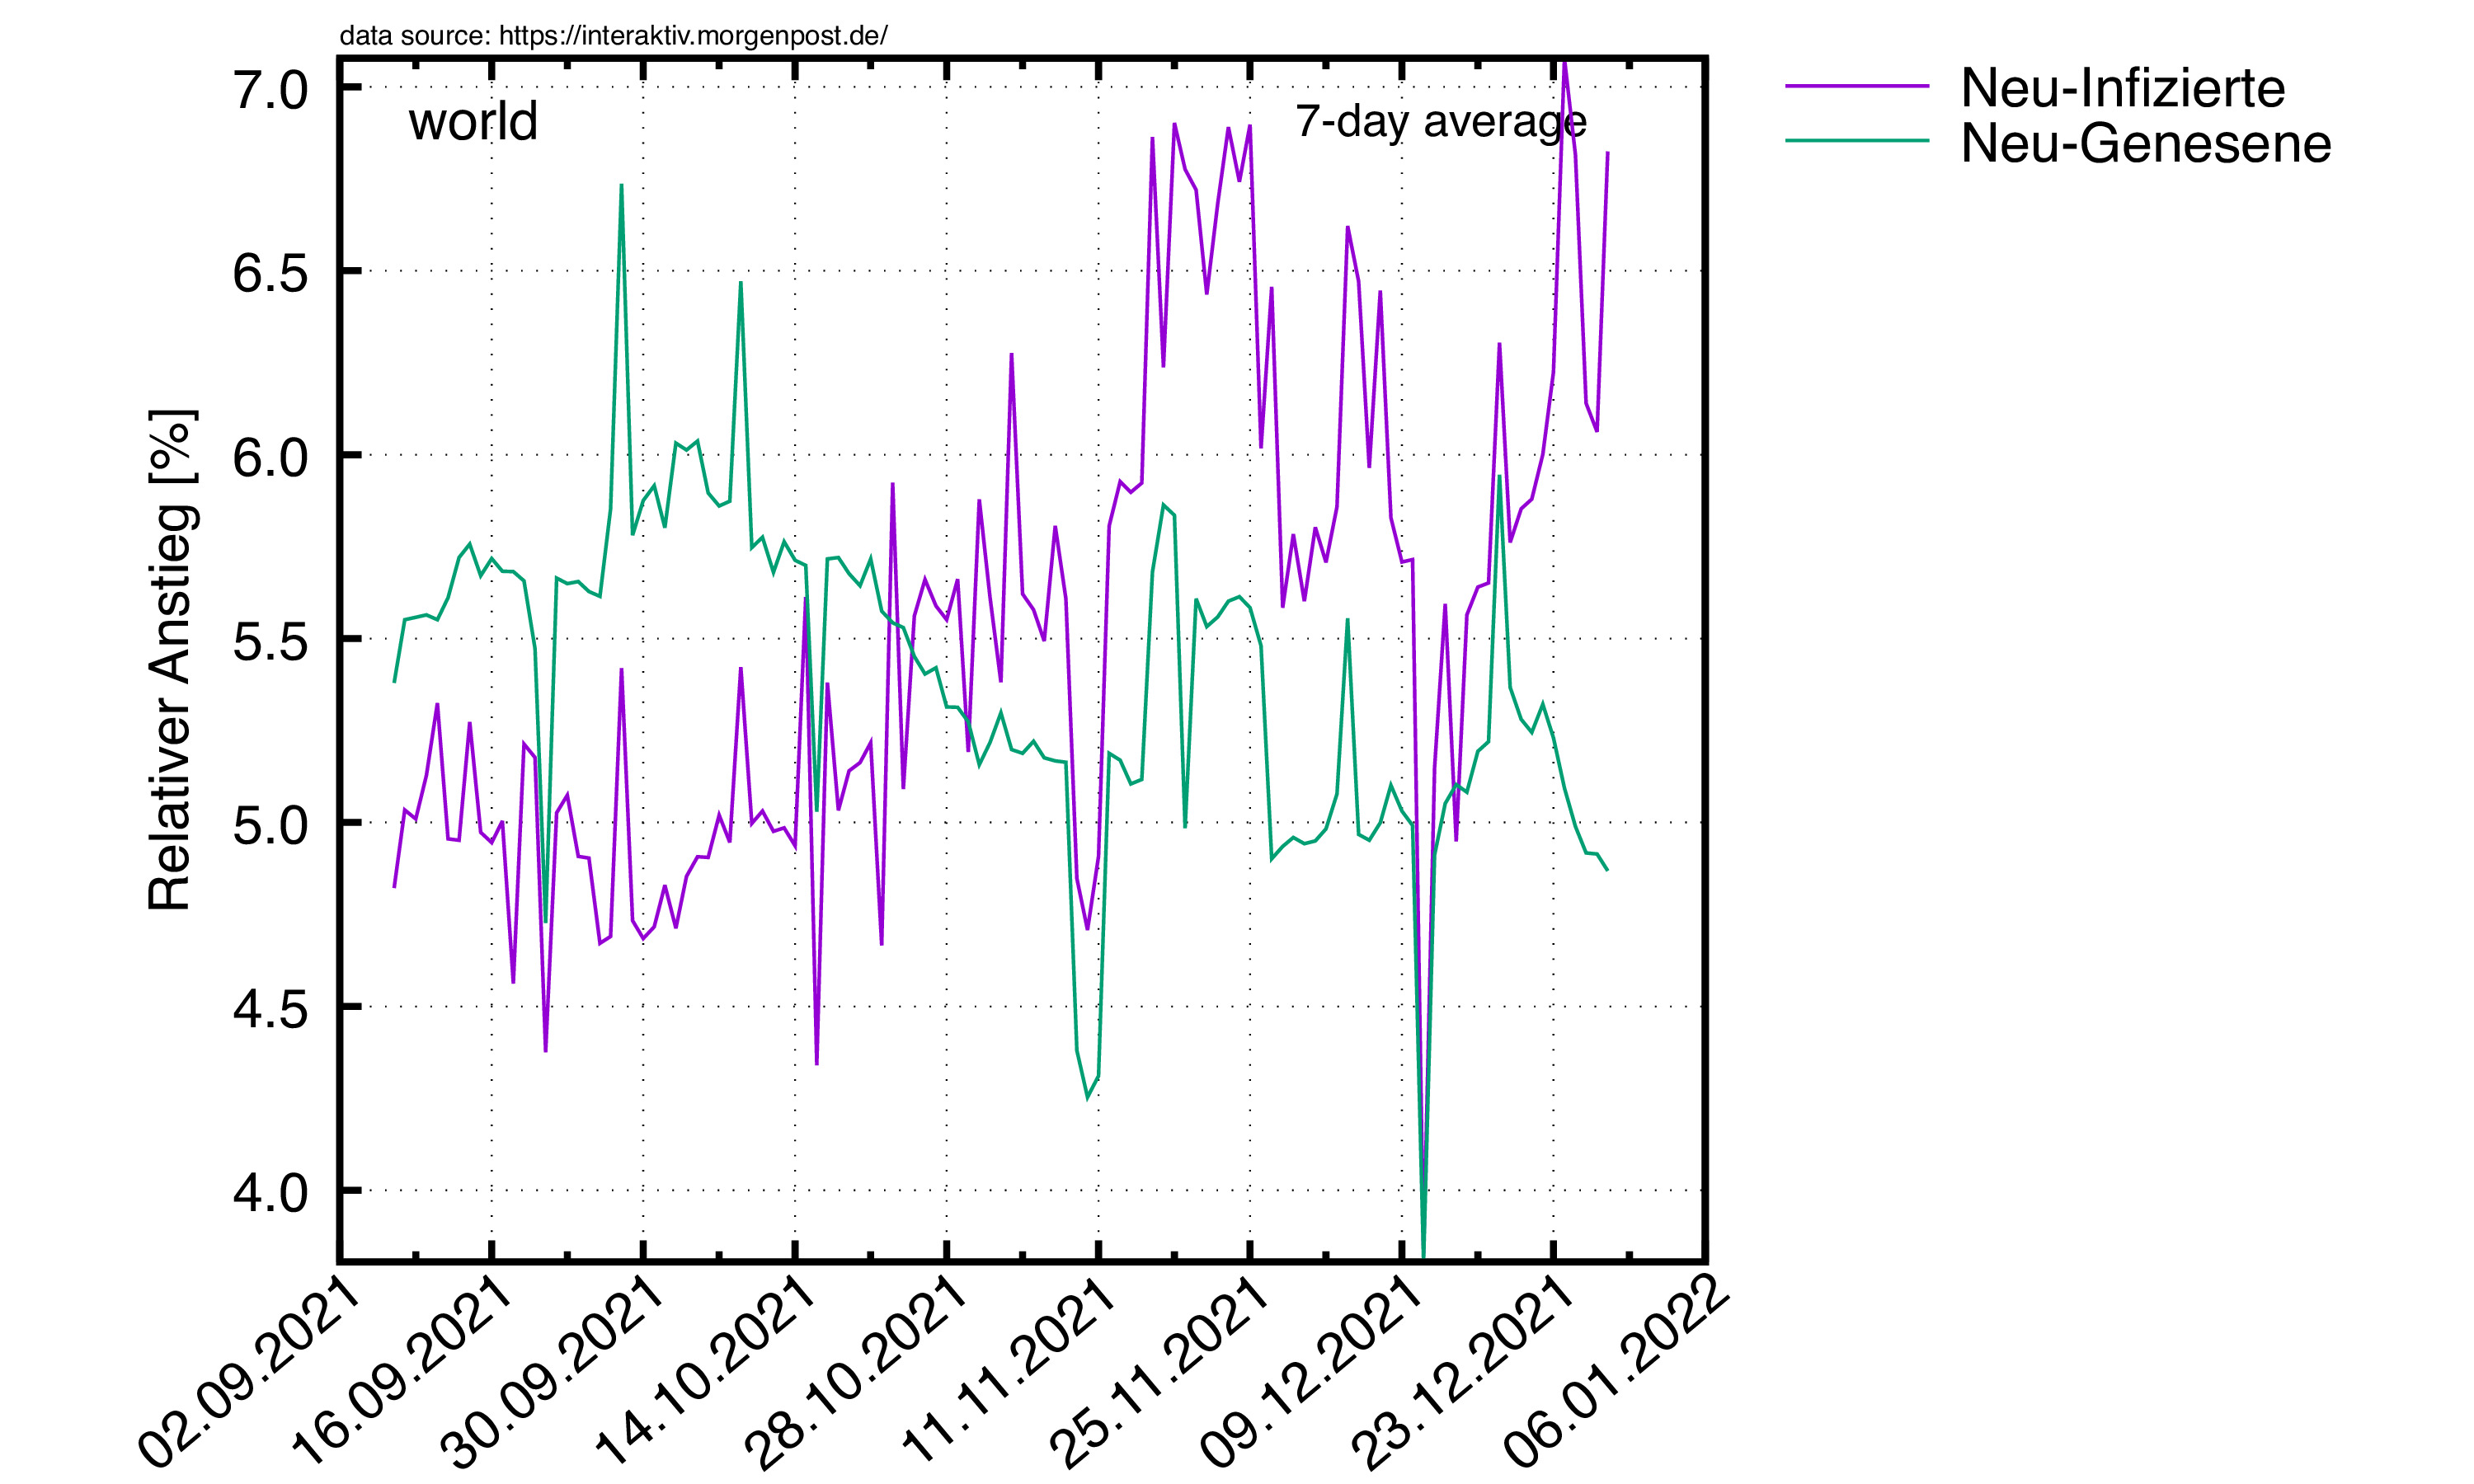 data source: https://interaktiv.morgenpost.de/
world
7-day average
Neu-Infizierte
Neu-Genesene
Relativer Anstieg [%]
7.0
6.5
6.0
5.5
5.0
4.5
4.0
02.09.2021
16.09.2021
30.09.2021
14.10.2021
28.10.2021
11.11.2021
25.11.2021
09.12.2021
23.12.2021
06.01.2022